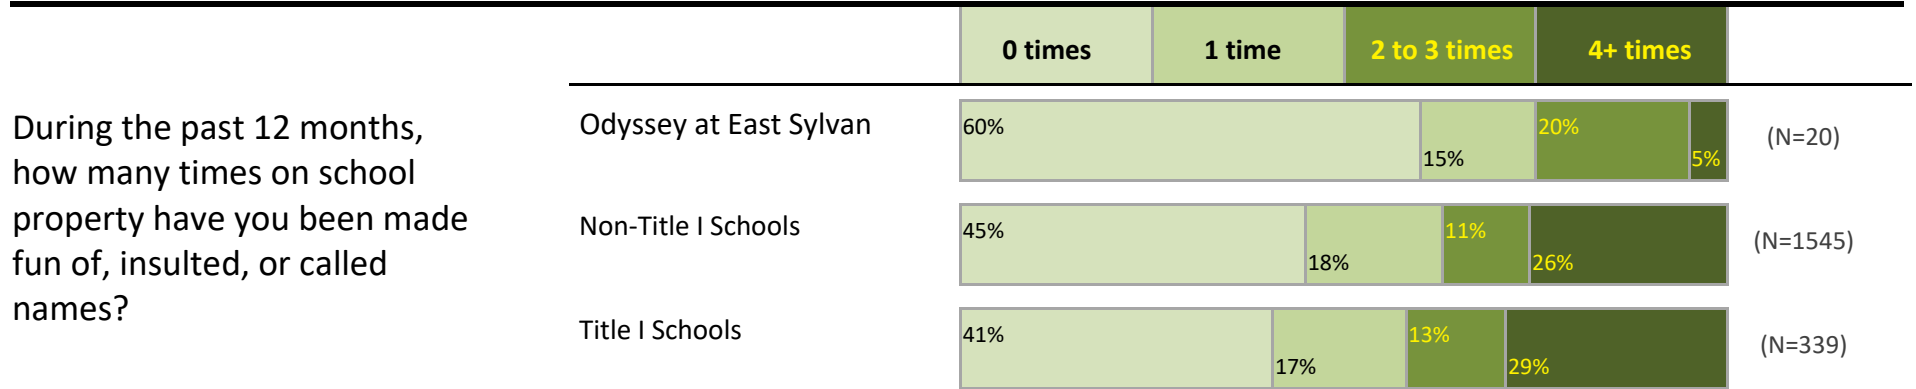 0 times 1 time 2 to 3 times 4+ times
During the past 12 months,
how many times on school
property have you been made
fun of, insulted, or called
names?
Odyssey at East Sylvan 60% 15% 20% 5% (N=20)
Non-Title I Schools 45% 18% 11% 26% (N=1545)
Title I Schools 41% 17% 13% 29% (N=339)